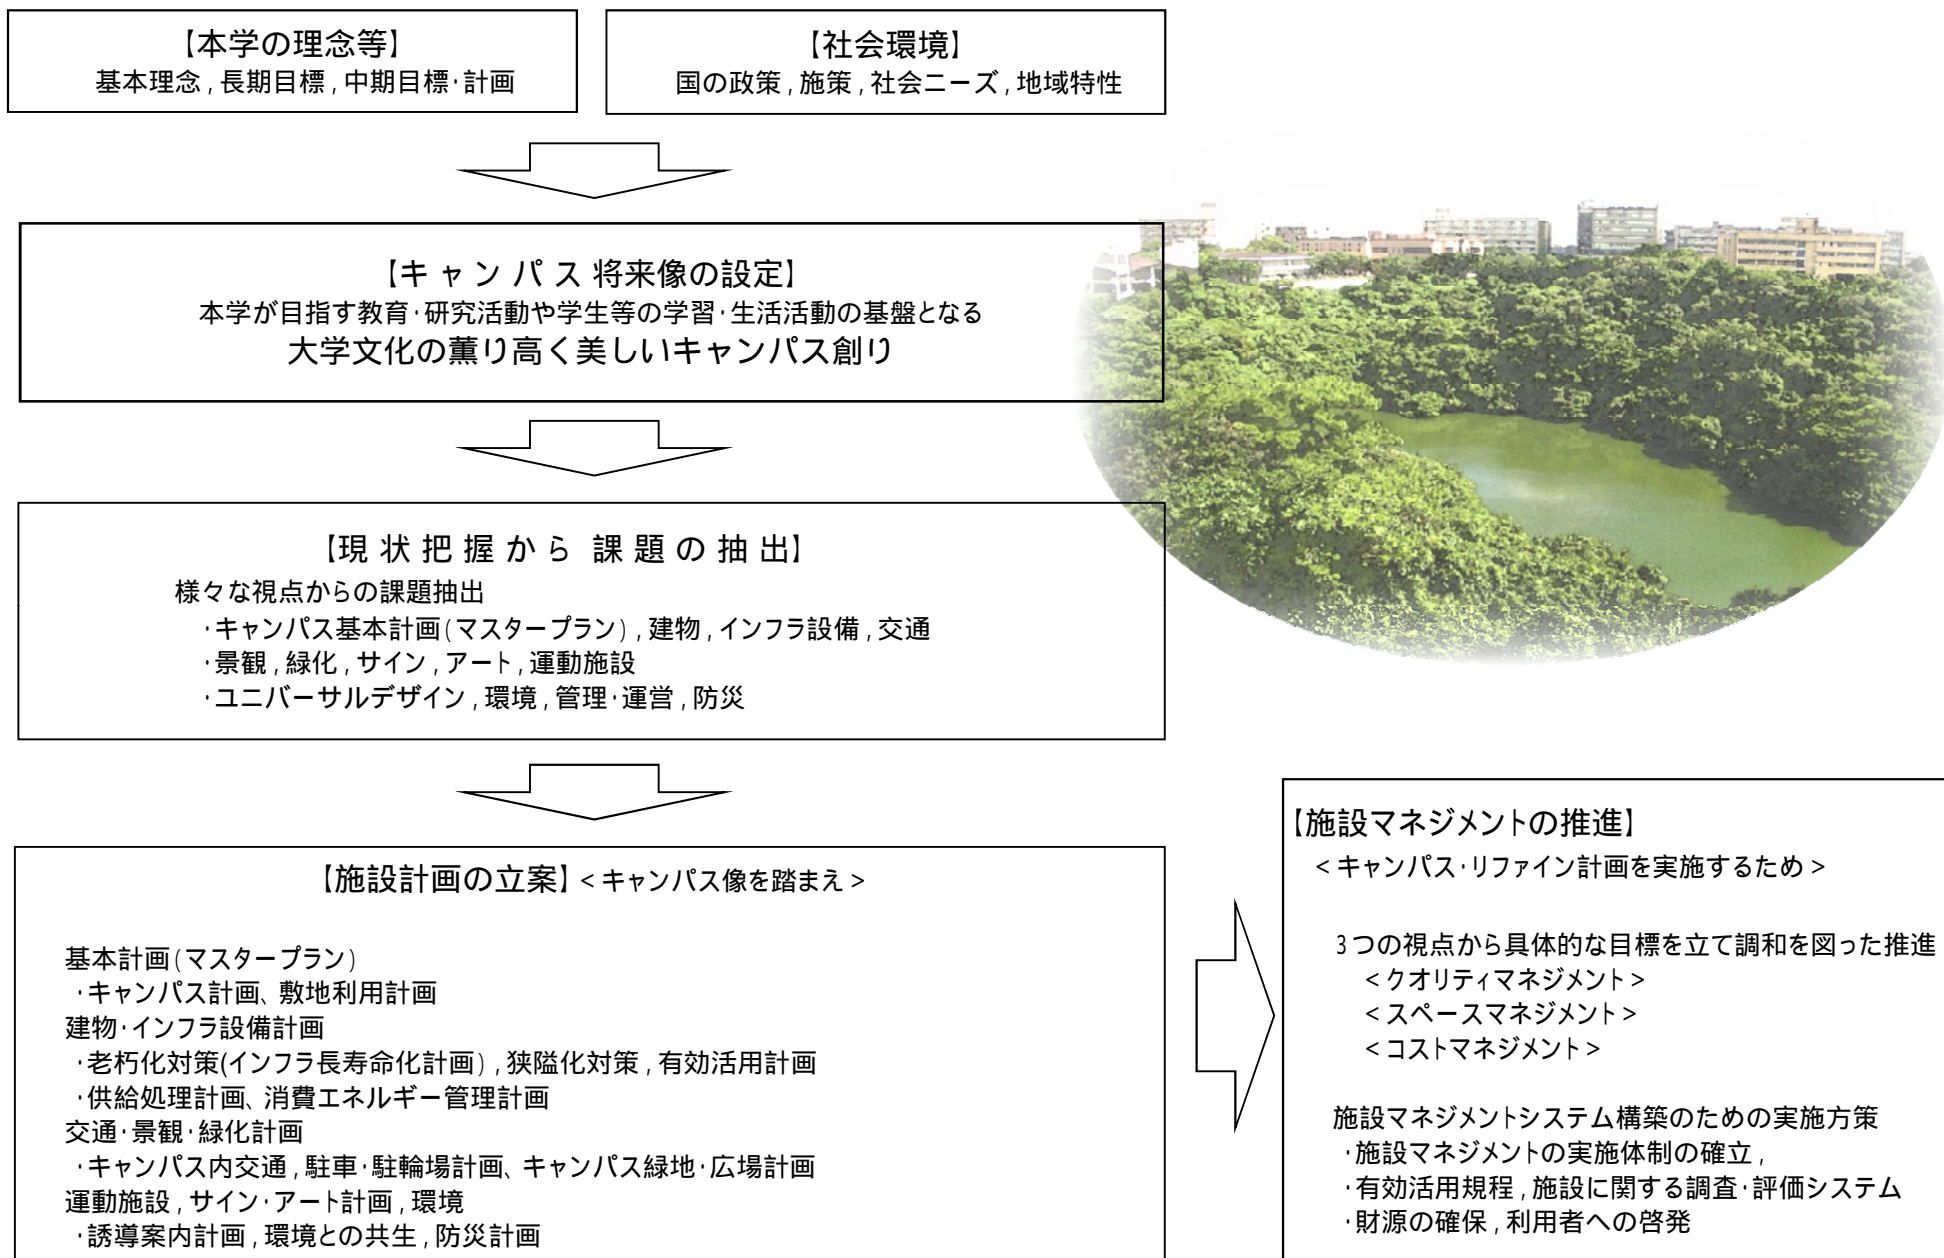 【本学の理念等】
基本理念,長期目標,中期目標・計画
【社会環境】
国の政策,施策,社会ニーズ,地域特性
【キャンパス将来像の設定】
本学が目指す教育・研究活動や学生等の学習・生活活動の基盤となる
大学文化の薫り高く美しいキャンパス創り
【現状把握から課題の抽出】
様々な視点からの課題抽出
・キャンパス基本計画(マスタープラン),建物,インフラ設備,交通
・景観,緑化,サイン,アート,運動施設
・ユニバーサルデザイン,環境,管理・運営,防災
【施設計画の立案】<キャンパス像を踏まえ>
基本計画(マスタープラン)
・キャンパス計画、敷地利用計画
建物・インフラ設備計画
・老朽化対策(インフラ長寿命化計画),狭隘化対策,有効活用計画
・供給処理計画、消費エネルギー管理計画
交通・景観・緑化計画
・キャンパス内交通,駐車・駐輪場計画、キャンパス緑地・広場計画
運動施設,サイン・アート計画,環境
・誘導案内計画,環境との共生,防災計画
【施設マネジメントの推進】
<キャンパス・リファイン計画を実施するため>
3つの視点から具体的な目標を立て調和を図った推進
<クオリティマネジメント>
<スペースマネジメント>
<コストマネジメント>
施設マネジメントシステム構築のための実施方策
・施設マネジメントの実施体制の確立,
・有効活用規程,施設に関する調査・評価システム
・財源の確保,利用者への啓発